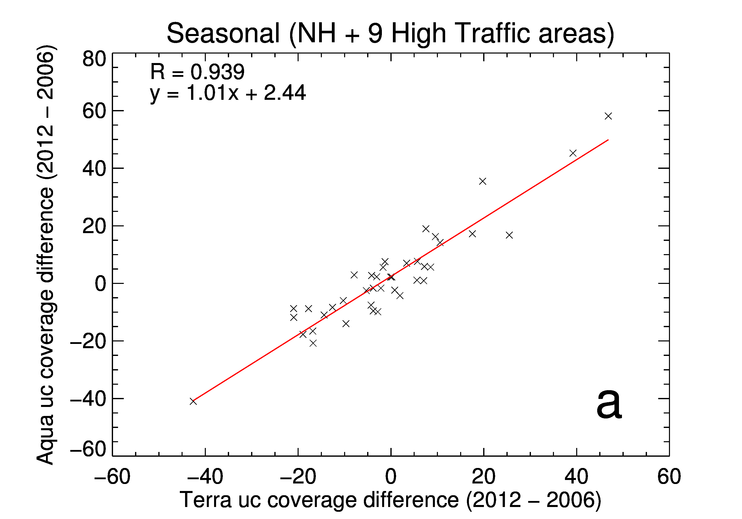 Seasonal (NH + 9 High Traffic areas)
R = 0.939
y = 1.01x + 2.44
Aqua uc coverage difference (2012 − 2006)
80
60
40
20
0
−20
−40
−60
a
−60 −40 −20 0 20 40 60
Terra uc coverage difference (2012 − 2006)